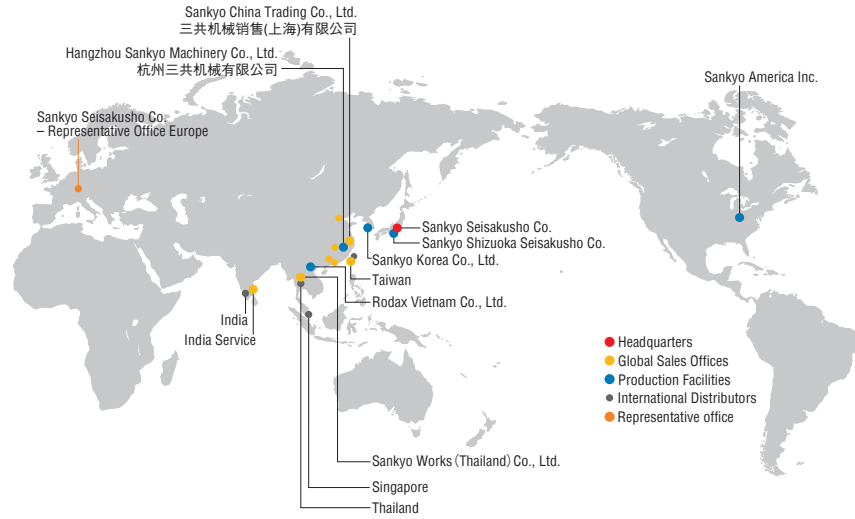 Sankyo China Trading Co., Ltd.
三共机械销售(上海)有限公司
Hangzhou Sankyo Machinery Co., Ltd.
杭州三共机械有限公司
Sankyo America Inc.
Sankyo Seisakusho Co.
– Representative Office Europe
Sankyo Seisakusho Co.
Sankyo Shizuoka Seisakusho Co.
Sankyo Korea Co., Ltd.
Taiwan
Rodax Vietnam Co., Ltd.
India
India Service
Headquarters
Global Sales Offices
Production Facilities
International Distributors
Representative office
Sankyo Works (Thailand) Co., Ltd.
Singapore
Thailand